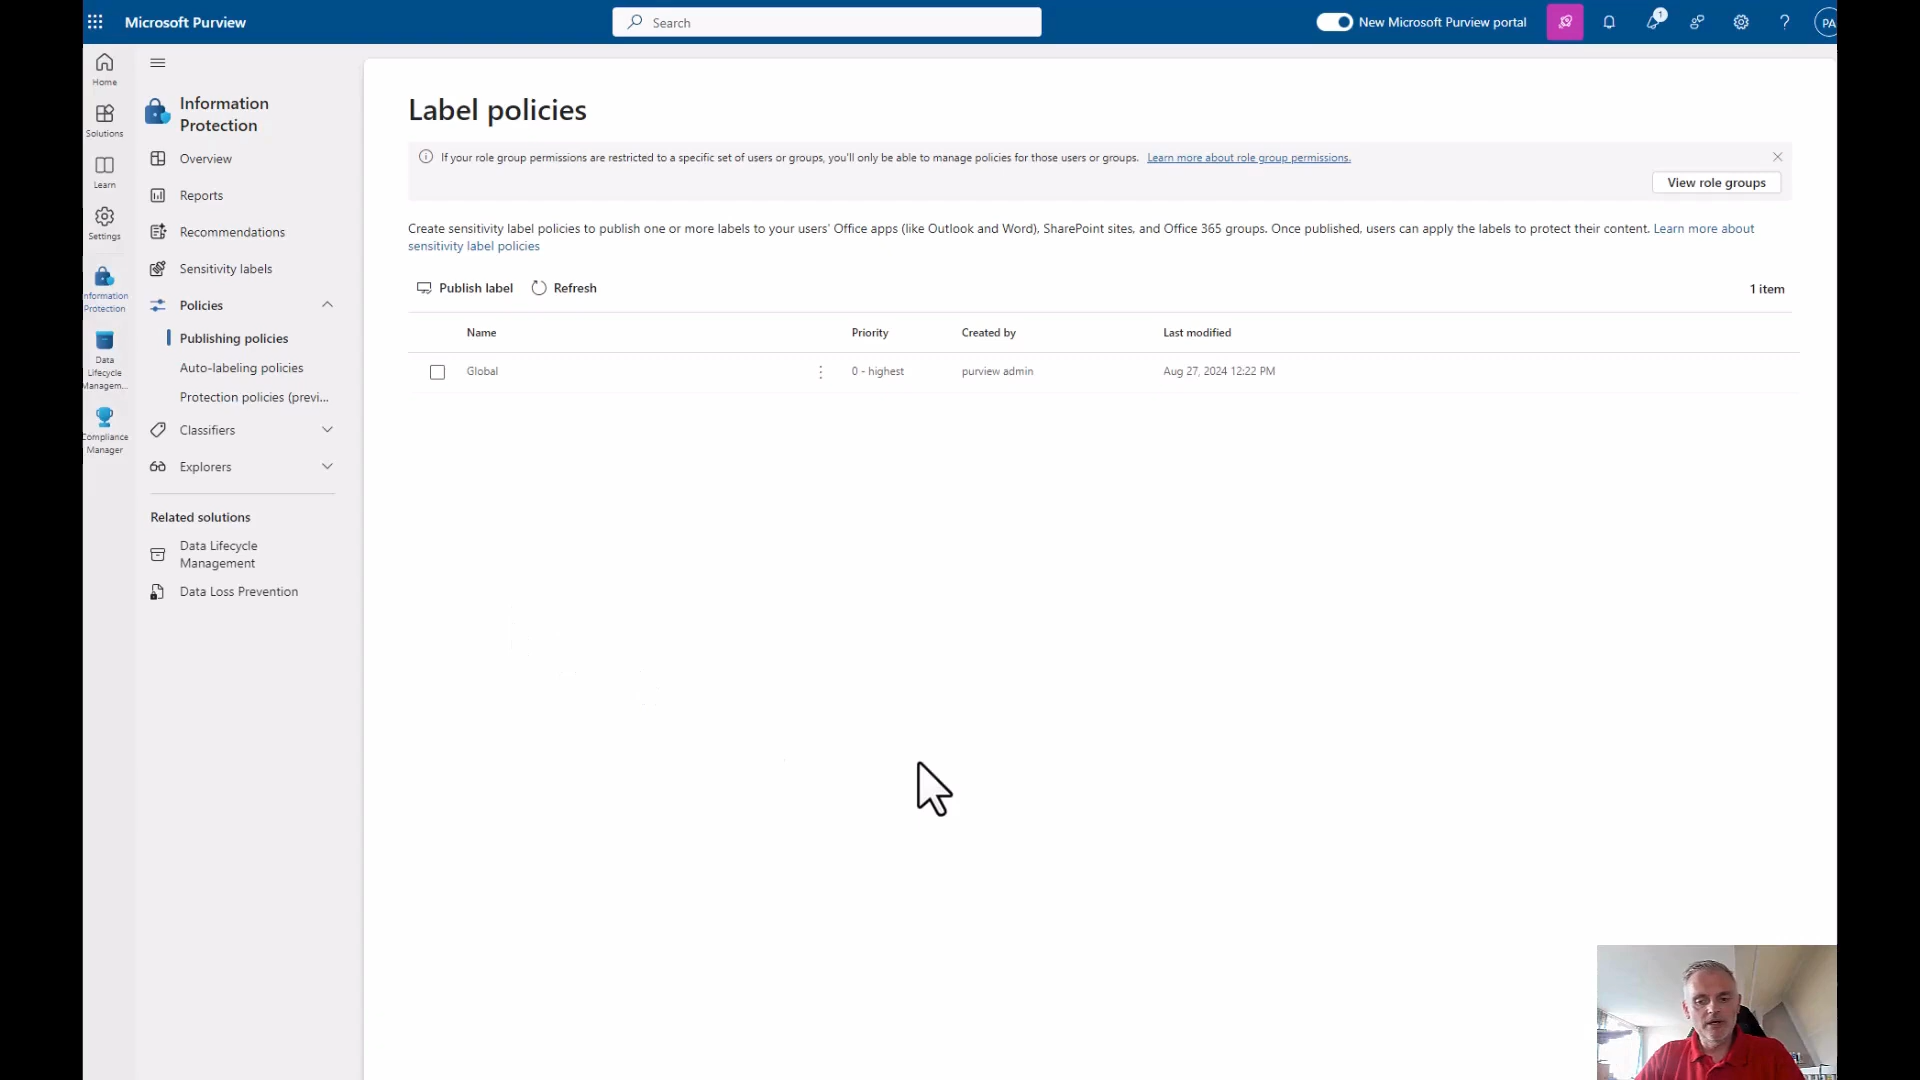 Microsoft Purview
Search
New Microsoft Purview portal
1
?
PA
Home
Solutions
Learn
Settings
nformation
Protection
Data
Lifecycle
Managem...
Compliance
Manager
Information
Protection
Overview
Reports
Recommendations
Sensitivity labels
Policies
Publishing policies
Auto-labeling policies
Protection policies (previ...
Classifiers
Explorers
Related solutions
Data Lifecycle
Management
Data Loss Prevention
Label policies
If your role group permissions are restricted to a specific set of users or groups, you'll only be able to manage policies for those users or groups. Learn more about role group permissions.
View role groups
Create sensitivity label policies to publish one or more labels to your users' Office apps (like Outlook and Word), SharePoint sites, and Office 365 groups. Once published, users can apply the labels to protect their content. Learn more about
sensitivity label policies
Publish label Refresh 1 item
Name Priority Created by Last modified
Global 0 - highest purview admin Aug 27, 2024 12:22 PM